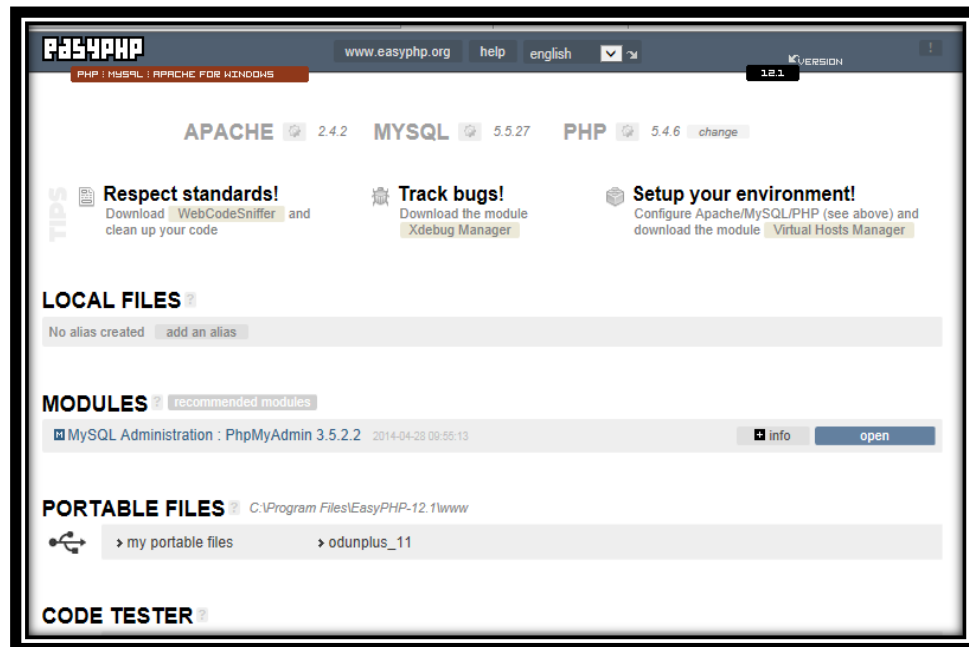 EASYPHP
www.easyphp.org help english
PHP : MYSQL : APACHE FOR WINDOWS
VERSION
12.1
!
APACHE 2.4.2 MYSQL 5.5.27 PHP 5.4.6 change
TIPS
Respect standards!
Download WebCodeSniffer and
clean up your code
Track bugs!
Download the module
Xdebug Manager
Setup your environment!
Configure Apache/MySQL/PHP (see above) and
download the module Virtual Hosts Manager
LOCAL FILES ?
No alias created add an alias
MODULES ? recommended modules
M MySQL Administration : PhpMyAdmin 3.5.2.2 2014-04-28 09:55:13 + info open
PORTABLE FILES ? C:\Program Files\EasyPHP-12.1\www
› my portable files › odunplus_11
CODE TESTER ?